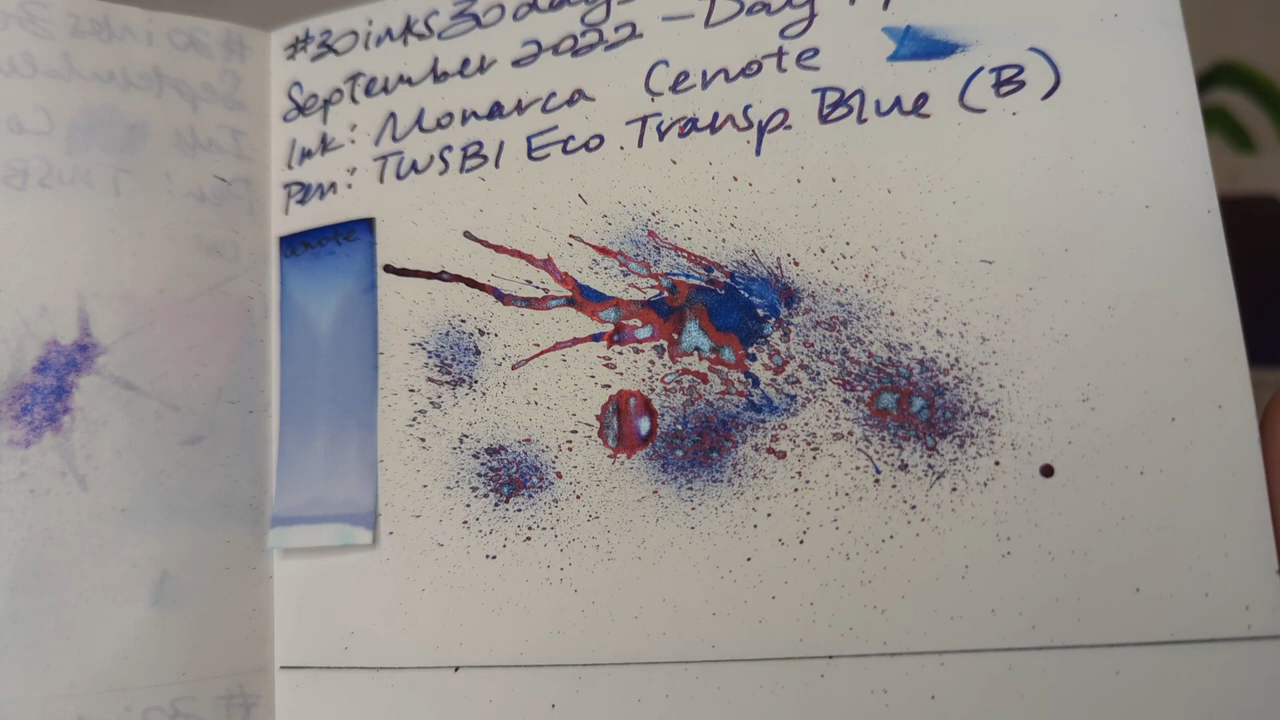 #30inks30days
September 2022 - Day
Ink: Monarca Cenote
Pen: TWSBI Eco Transp. Blue (B)
Cenote